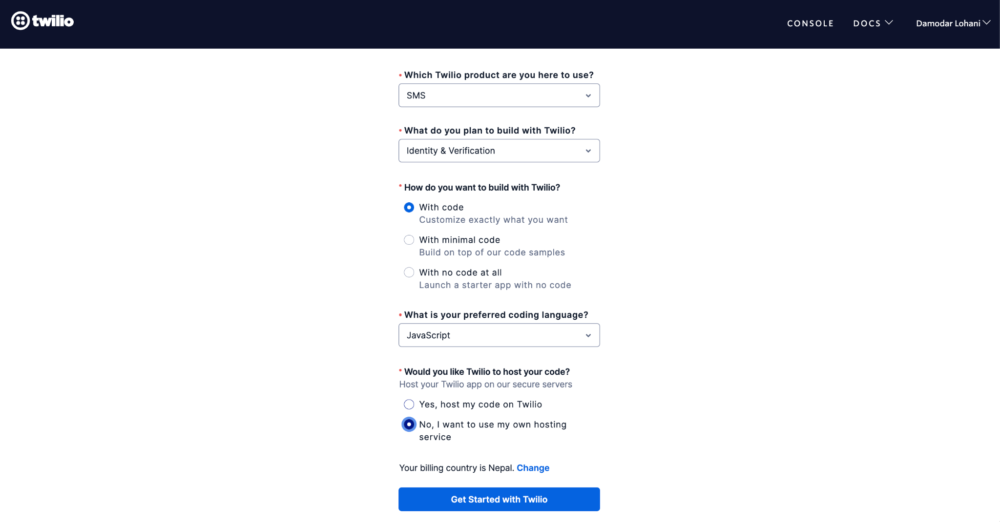 twilio
CONSOLE
DOCS
Damodar Lohani
Which Twilio product are you here to use?
SMS
What do you plan to build with Twilio?
Identity & Verification
How do you want to build with Twilio?
With code
Customize exactly what you want
With minimal code
Build on top of our code samples
With no code at all
Launch a starter app with no code
What is your preferred coding language?
JavaScript
Would you like Twilio to host your code?
Host your Twilio app on our secure servers
Yes, host my code on Twilio
No, I want to use my own hosting
service
Your billing country is Nepal. Change
Get Started with Twilio